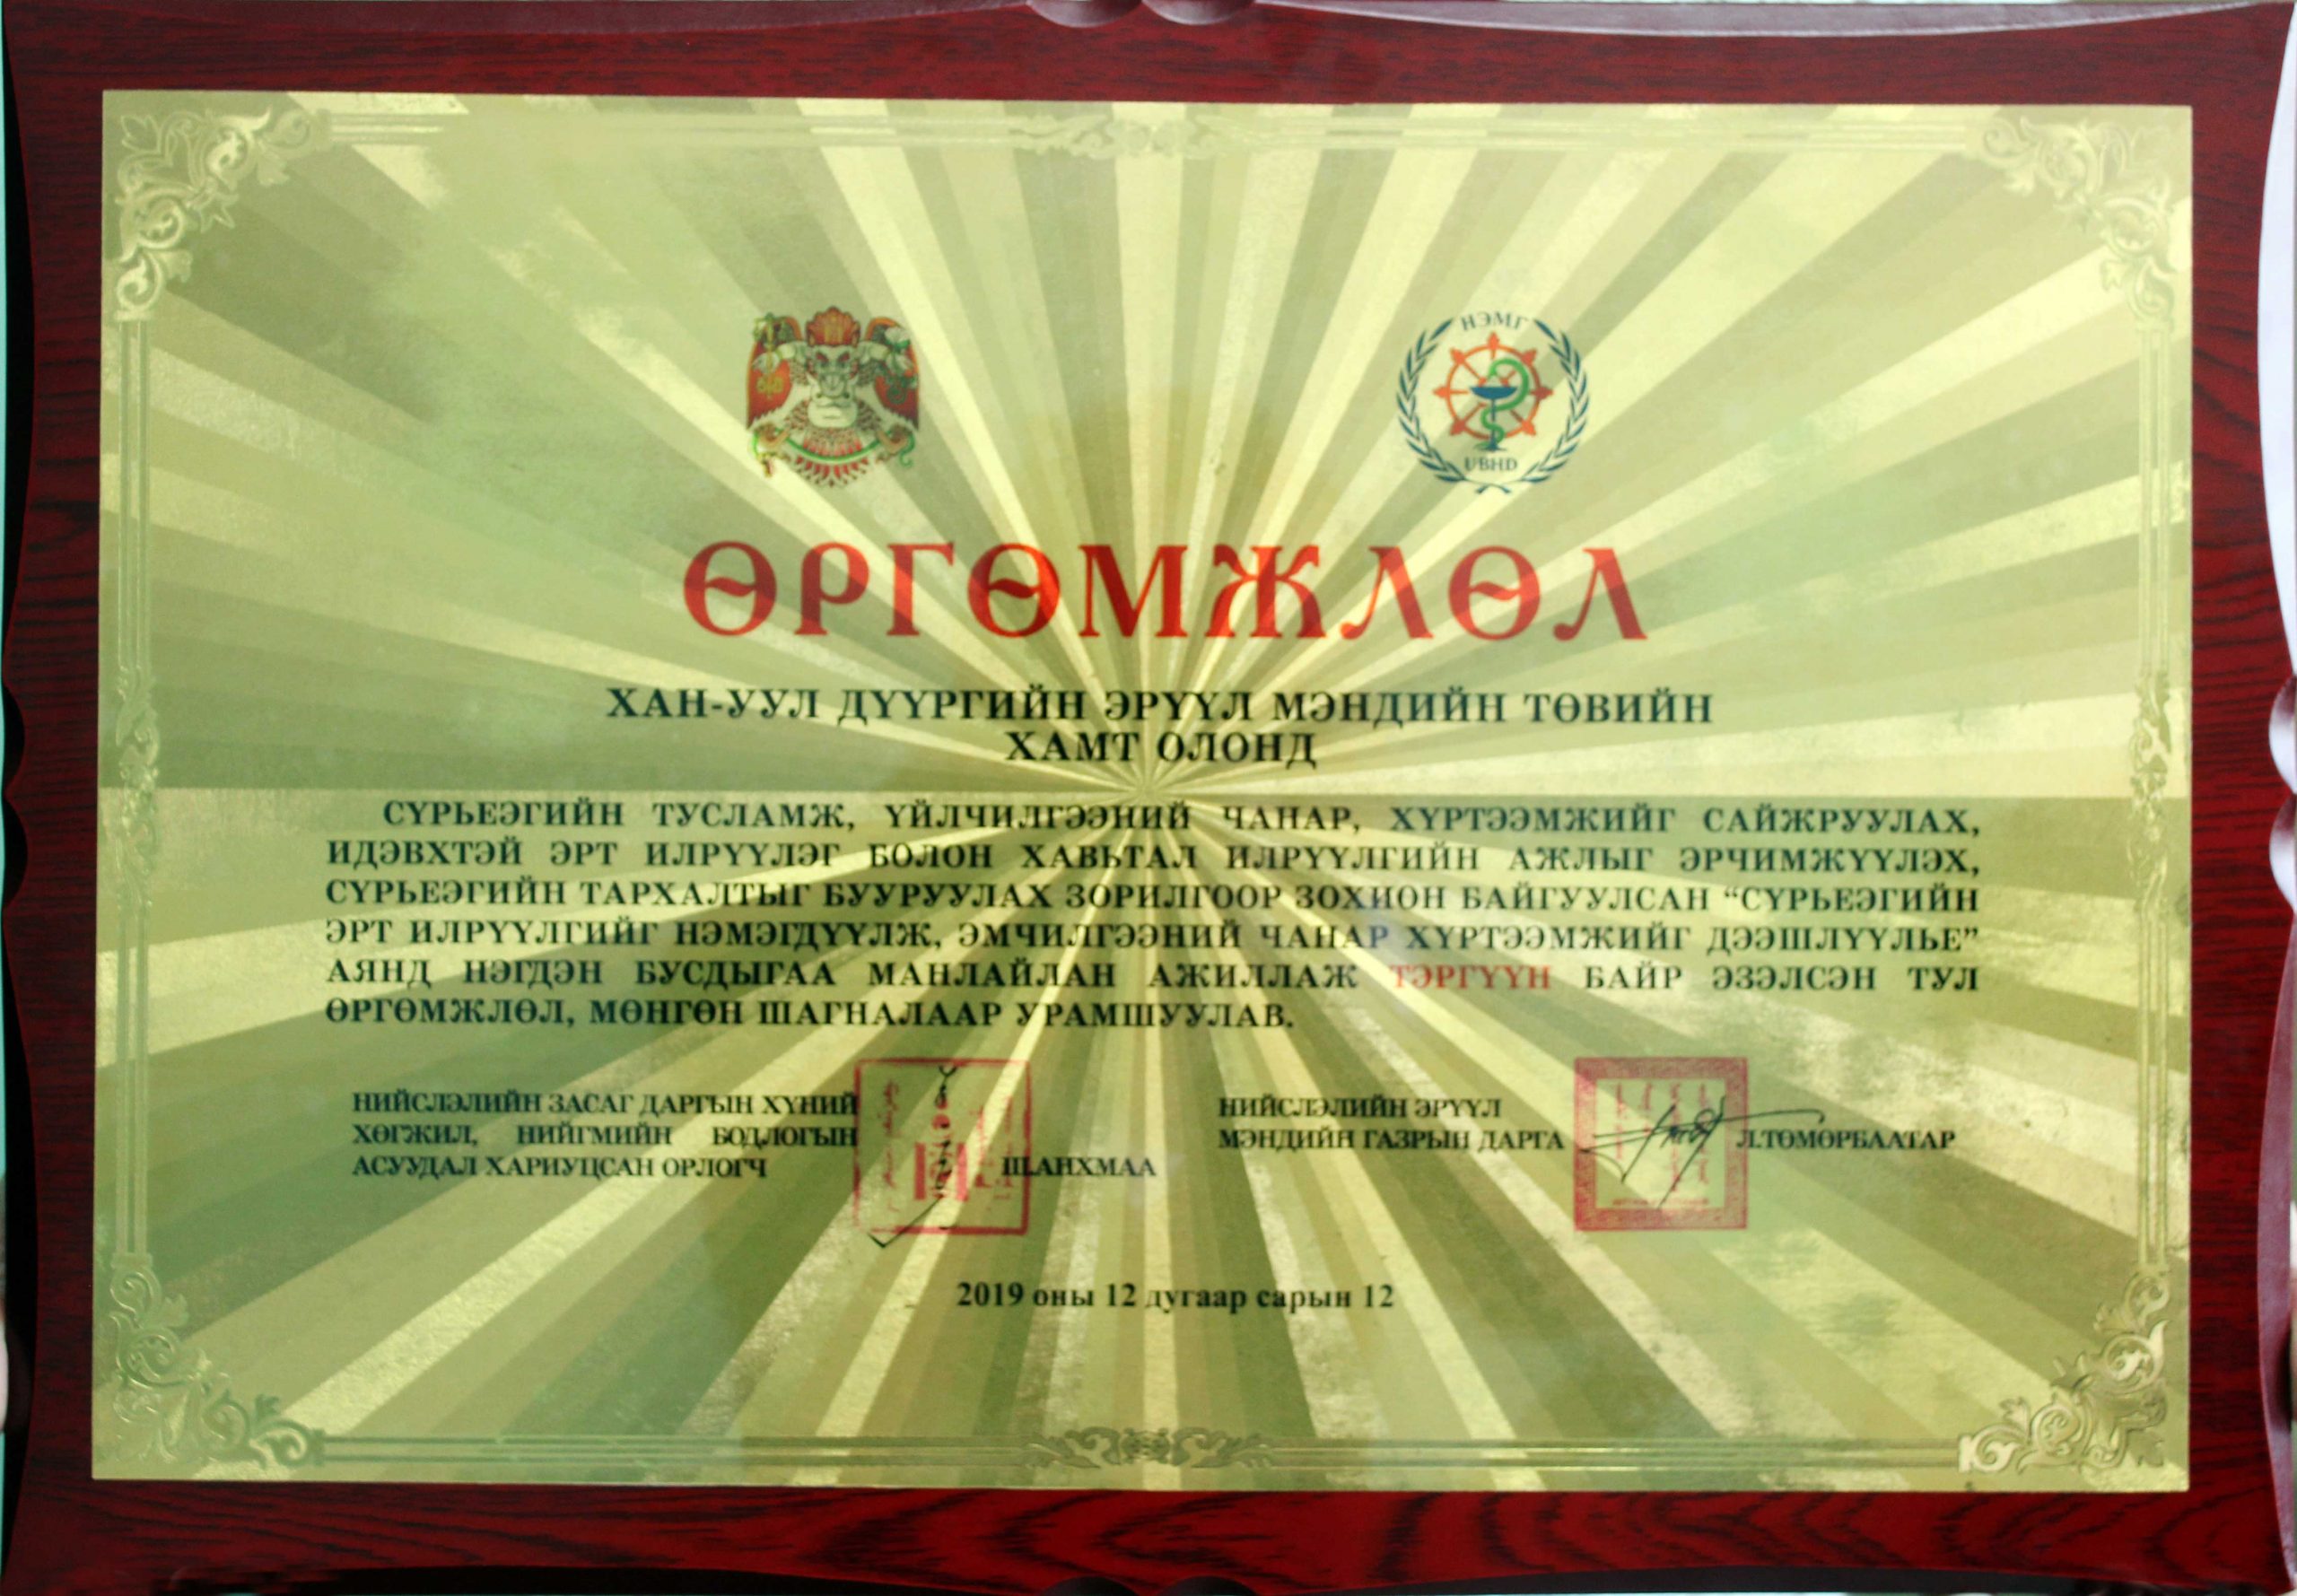 НЭМГ
UBHD
ӨРГӨМЖЛӨЛ
ХАН-УУЛ ДҮҮРГИЙН ЭРҮҮЛ МЭНДИЙН ТӨВИЙН
ХАМТ ОЛОНД
СҮРЬЕЭГИЙН ТУСЛАМЖ, ҮЙЛЧИЛГЭЭНИЙ ЧАНАР, ХҮРТЭЭМЖИЙГ САЙЖРУУЛАХ,
ИДЭВХТЭЙ ЭРТ ИЛРҮҮЛЭГ БОЛОН ХАВЬТАЛ ИЛРҮҮЛГИЙН АЖЛЫГ ЭРЧИМЖҮҮЛЭХ,
СҮРЬЕЭГИЙН ТАРХАЛТЫГ БУУРУУЛАХ ЗОРИЛГООР ЗОХИОН БАЙГУУЛСАН “СҮРЬЕЭГИЙН
ЭРТ ИЛРҮҮЛГИЙГ НЭМЭГДҮҮЛЖ, ЭМЧИЛГЭЭНИЙ ЧАНАР ХҮРТЭЭМЖИЙГ ДЭЭШЛҮҮЛЬЕ”
АЯНД НЭГДЭН БУСДЫГАА МАНЛАЙЛАН АЖИЛЛАЖ ТЭРГҮҮН БАЙР ЭЗЭЛСЭН ТУЛ
ӨРГӨМЖЛӨЛ, МӨНГӨН ШАГНАЛААР УРАМШУУЛАВ.
НИЙСЛЭЛИЙН ЗАСАГ ДАРГЫН ХҮНИЙ
ХӨГЖИЛ, НИЙГМИЙН БОДЛОГЫН
АСУУДАЛ ХАРИУЦСАН ОРЛОГЧ
НИЙСЛЭЛИЙН ЭРҮҮЛ
МЭНДИЙН ГАЗРЫН ДАРГА Л.ТӨМӨРБААТАР
2019 оны 12 дугаар сарын 12